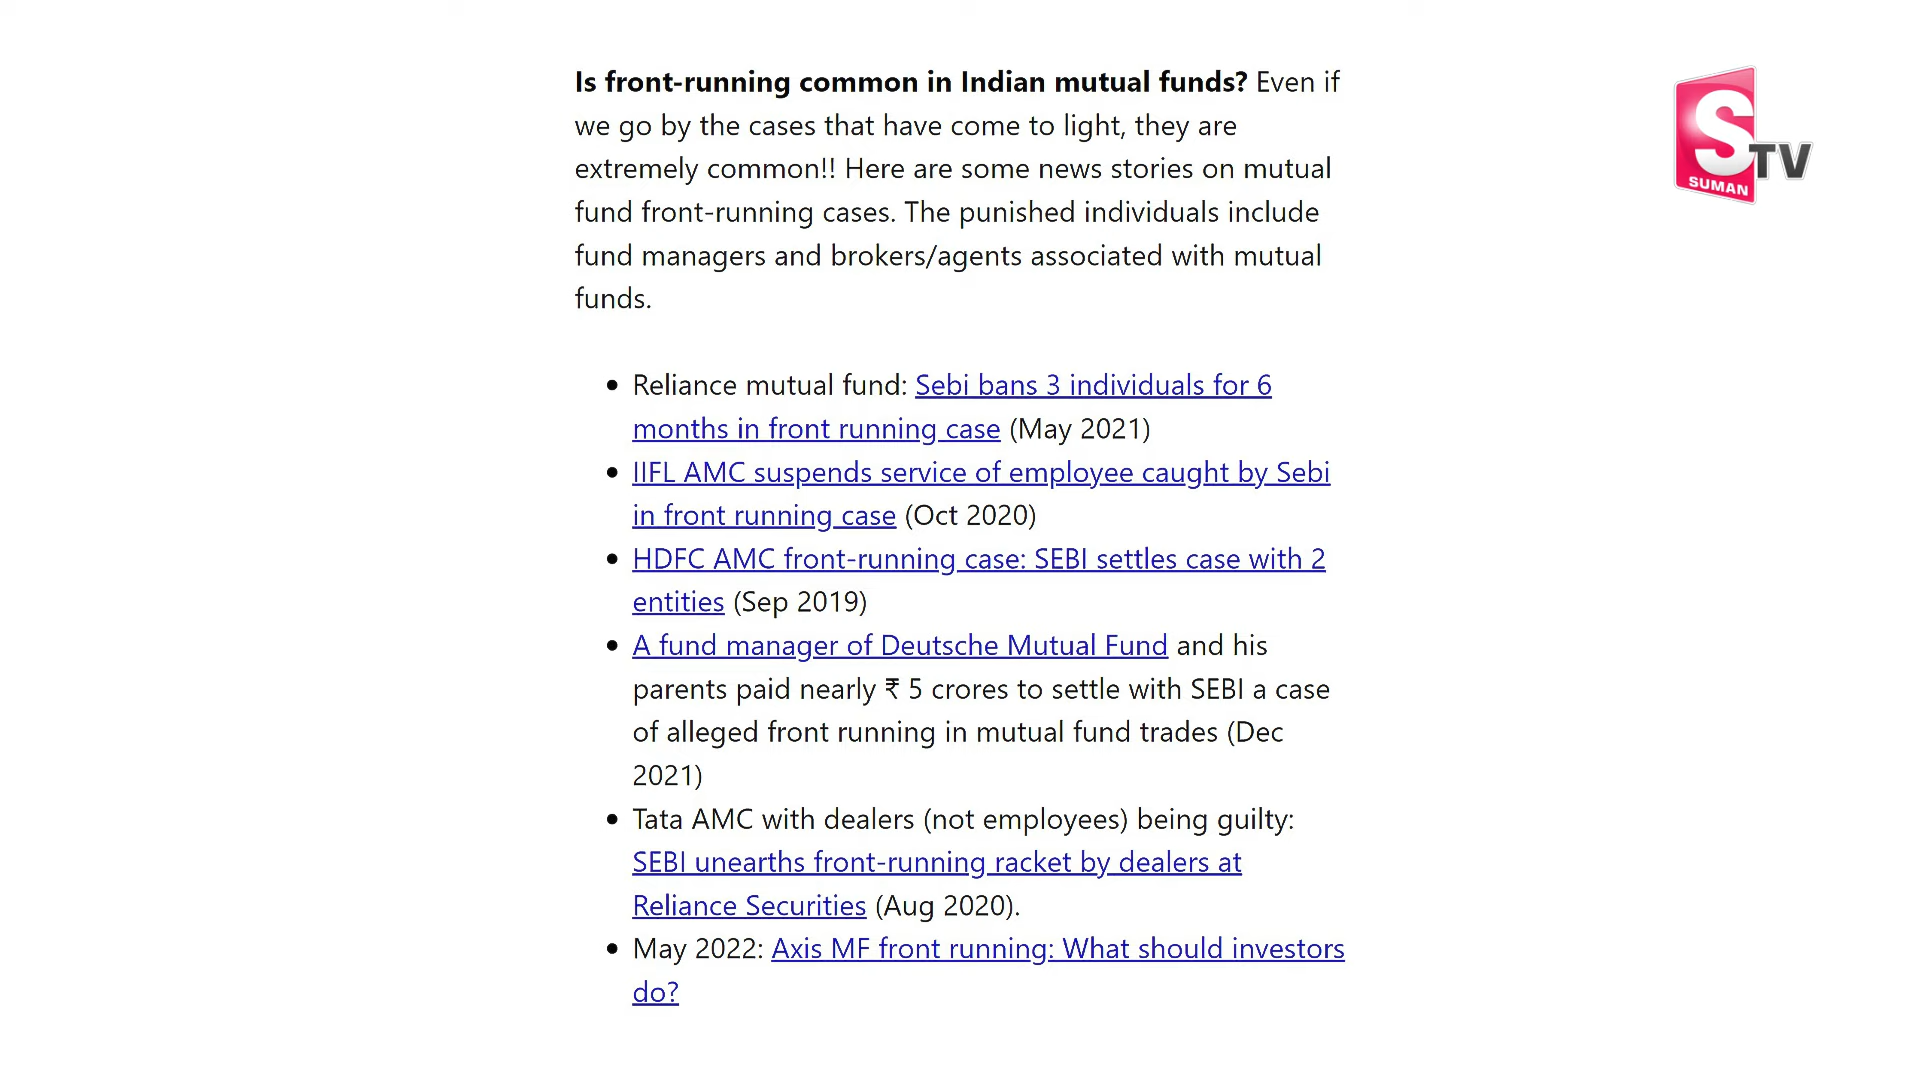 Is front-running common in Indian mutual funds? Even if
we go by the cases that have come to light, they are
extremely common!! Here are some news stories on mutual
fund front-running cases. The punished individuals include
fund managers and brokers/agents associated with mutual
funds.
• Reliance mutual fund: Sebi bans 3 individuals for 6
months in front running case (May 2021)
• IIFL AMC suspends service of employee caught by Sebi
in front running case (Oct 2020)
• HDFC AMC front-running case: SEBI settles case with 2
entities (Sep 2019)
• A fund manager of Deutsche Mutual Fund and his
parents paid nearly ₹ 5 crores to settle with SEBI a case
of alleged front running in mutual fund trades (Dec
2021)
• Tata AMC with dealers (not employees) being guilty:
SEBI unearths front-running racket by dealers at
Reliance Securities (Aug 2020).
• May 2022: Axis MF front running: What should investors
do?
S TV
SUMAN